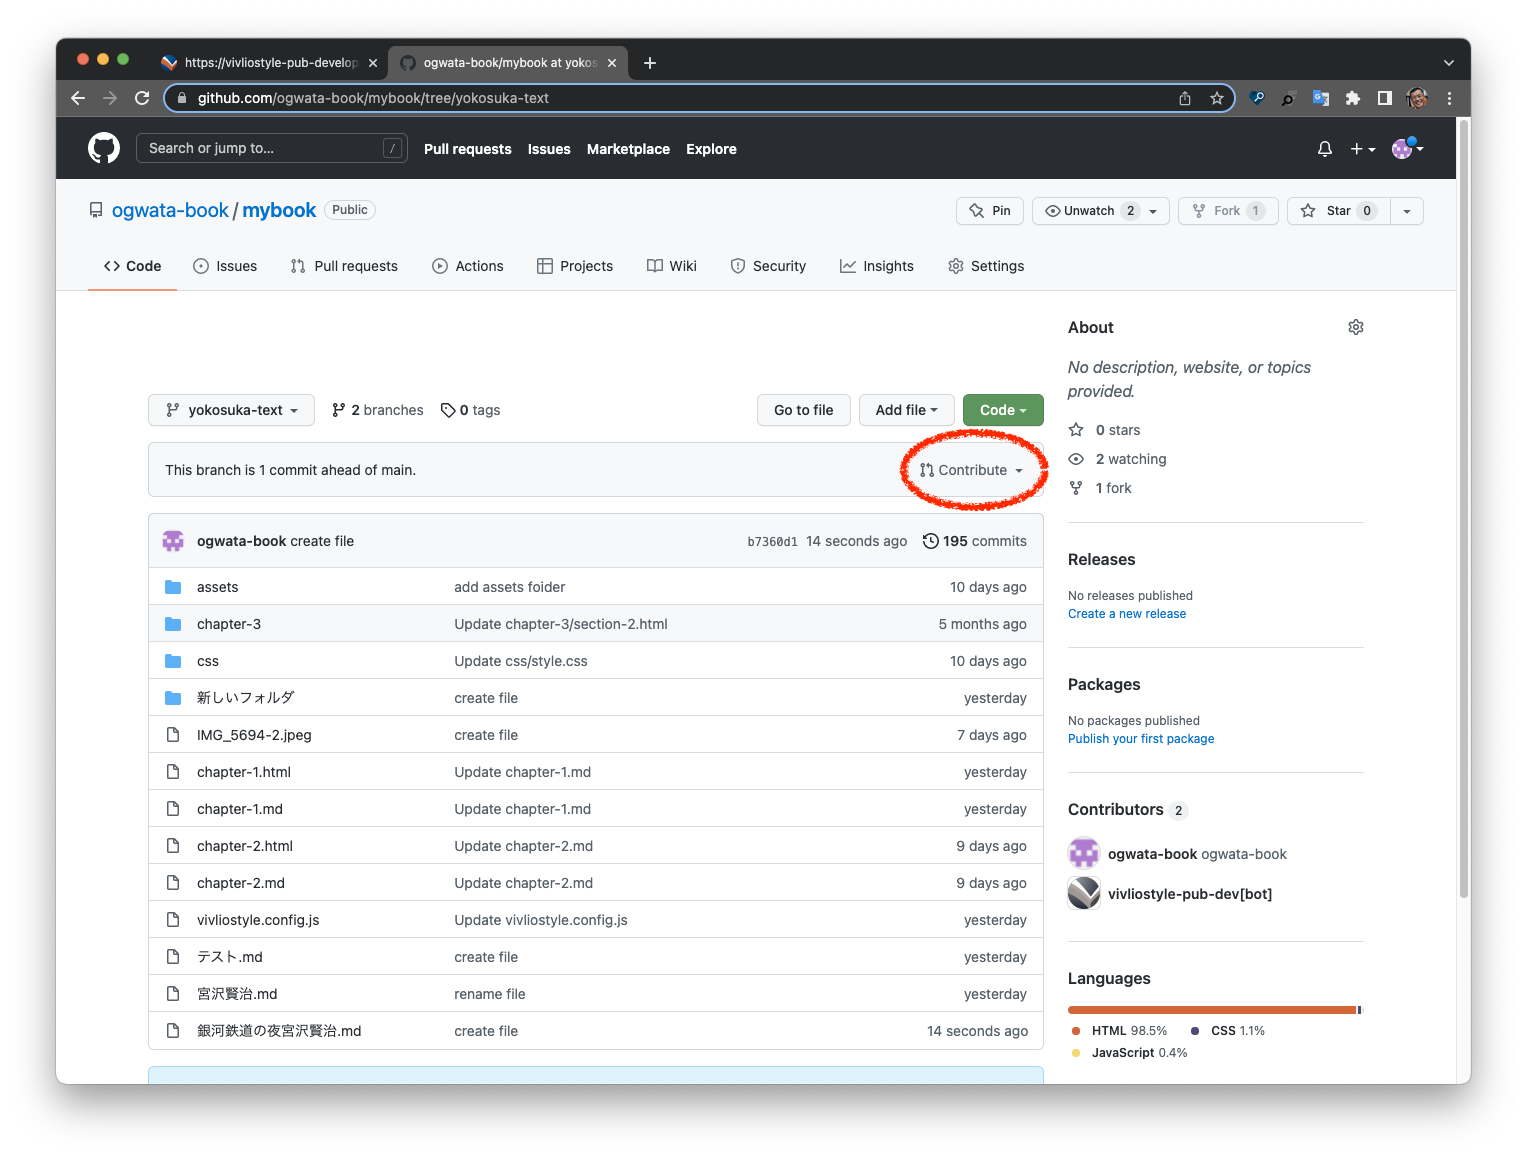 https://vivliostyle-pub-develop
ogwata-book/mybook at yokos
github.com/ogwata-book/mybook/tree/yokosuka-text
Search or jump to... /
Pull requests Issues Marketplace Explore
ogwata-book / mybook Public
Pin Unwatch 2 Fork 1 Star 0
Code Issues Pull requests Actions Projects Wiki Security Insights Settings
About
No description, website, or topics
provided.
yokosuka-text 2 branches 0 tags Go to file Add file Code
0 stars
2 watching
1 fork
This branch is 1 commit ahead of main. Contribute
ogwata-book create file b7360d1 14 seconds ago 195 commits
assets add assets foider 10 days ago
chapter-3 Update chapter-3/section-2.html 5 months ago
css Update css/style.css 10 days ago
新しいフォルダ create file yesterday
IMG_5694-2.jpeg create file 7 days ago
chapter-1.html Update chapter-1.md yesterday
chapter-1.md Update chapter-1.md yesterday
chapter-2.html Update chapter-2.md 9 days ago
chapter-2.md Update chapter-2.md 9 days ago
vivliostyle.config.js Update vivliostyle.config.js yesterday
テスト.md create file yesterday
宮沢賢治.md rename file yesterday
銀河鉄道の夜宮沢賢治.md create file 14 seconds ago
Releases
No releases published
Create a new release
Packages
No packages published
Publish your first package
Contributors 2
ogwata-book ogwata-book
vivliostyle-pub-dev[bot]
Languages
HTML 98.5% CSS 1.1%
JavaScript 0.4%